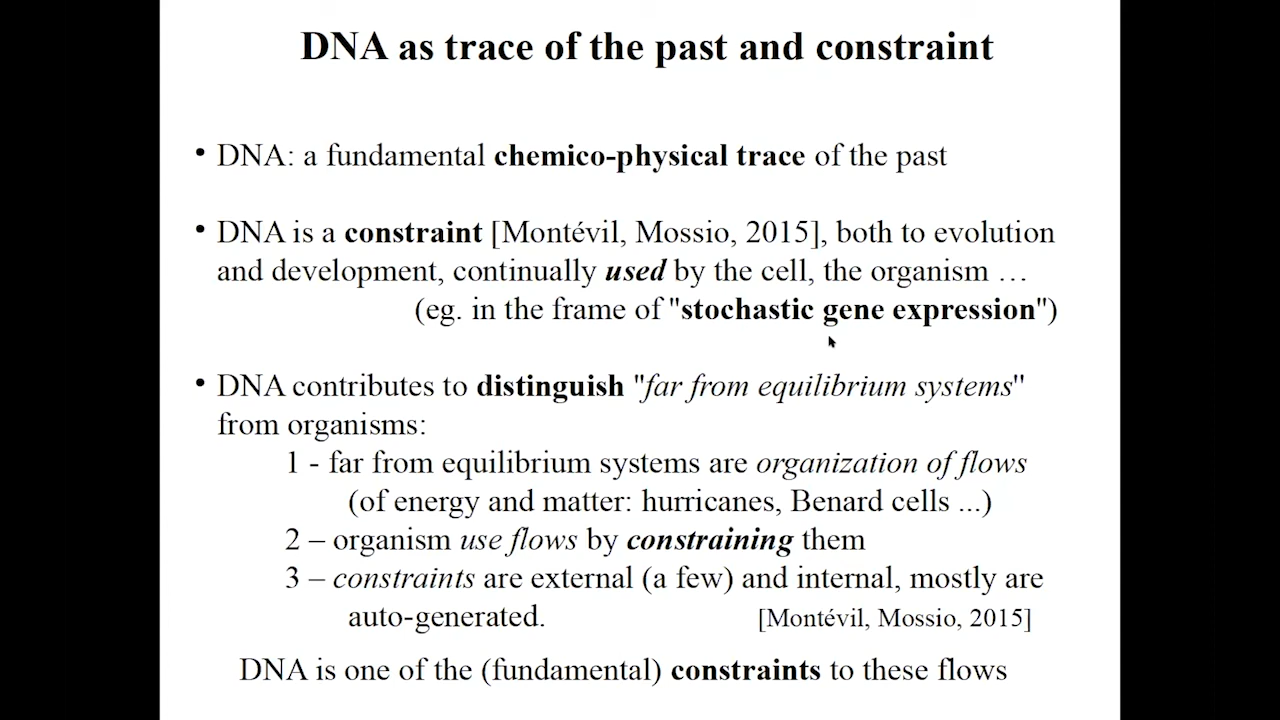 DNA as trace of the past and constraint
• DNA: a fundamental chemico-physical trace of the past
• DNA is a constraint [Montévil, Mossio, 2015], both to evolution
and development, continually used by the cell, the organism …
(eg. in the frame of "stochastic gene expression")
• DNA contributes to distinguish "far from equilibrium systems"
from organisms:
1 - far from equilibrium systems are organization of flows
(of energy and matter: hurricanes, Benard cells ...)
2 – organism use flows by constraining them
3 – constraints are external (a few) and internal, mostly are
auto-generated. [Montévil, Mossio, 2015]
DNA is one of the (fundamental) constraints to these flows